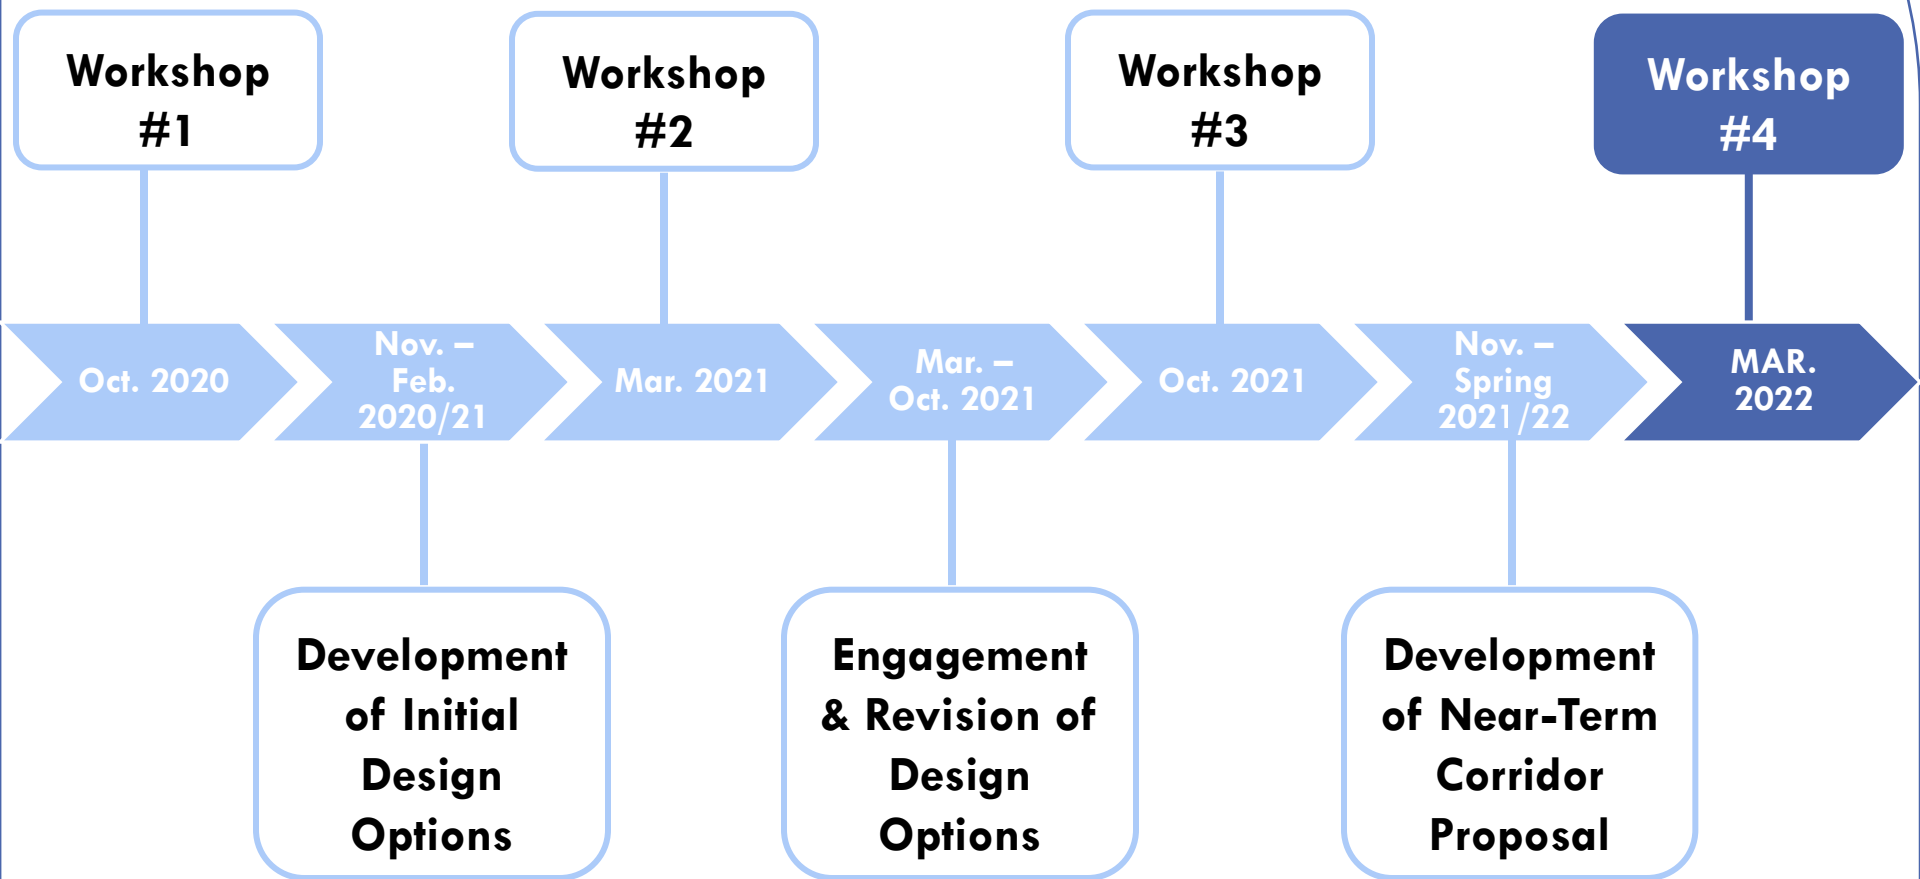 Workshop
#1
Workshop
#2
Workshop
#3
Workshop
#4
Oct. 2020
Nov. –
Feb.
2020/21
Mar. 2021
Mar. –
Oct. 2021
Oct. 2021
Nov. –
Spring
2021/22
MAR.
2022
Development
of Initial
Design
Options
Engagement
& Revision of
Design
Options
Development
of Near-Term
Corridor
Proposal